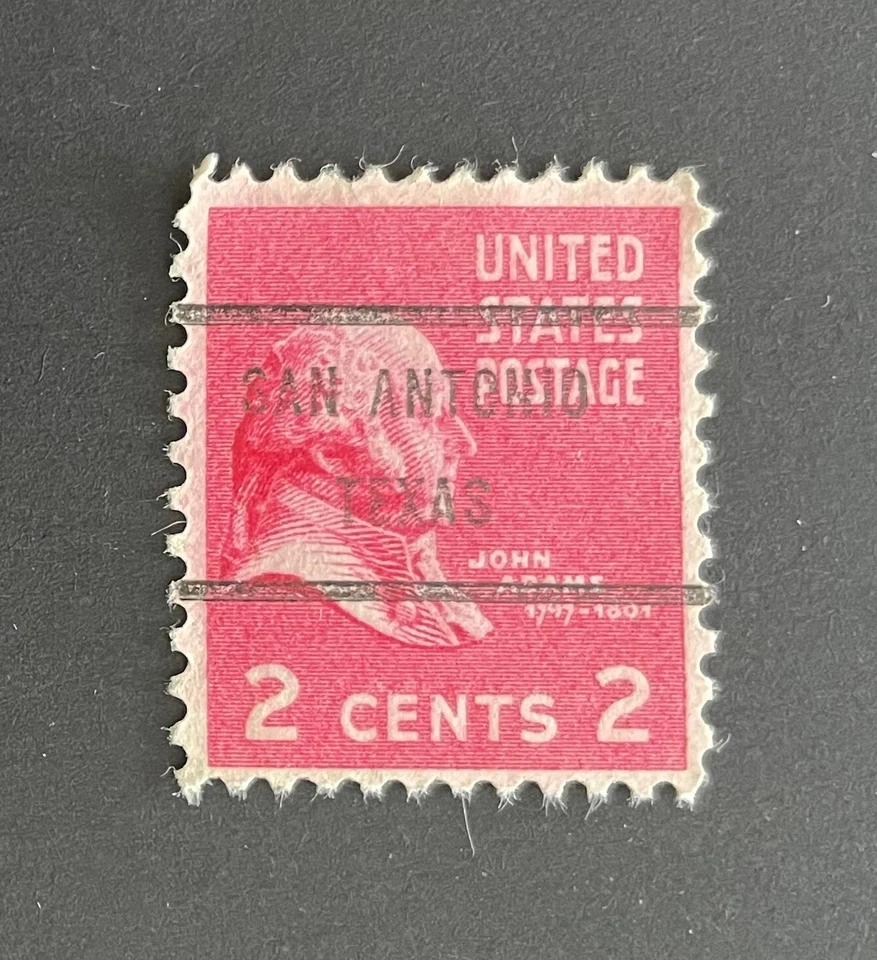 UNITED
STATES
POSTAGE
SAN ANTONIO
TEXAS
JOHN
ADAMS
1797-1801
2 CENTS 2